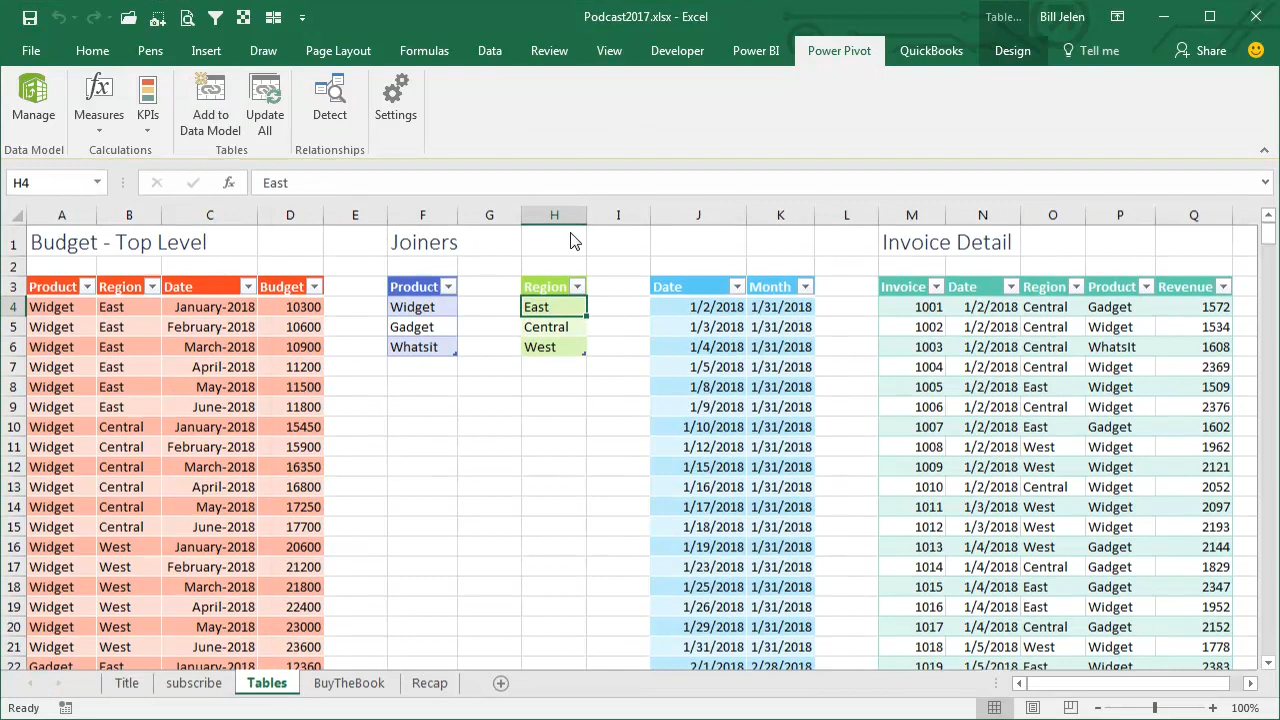 Podcast2017.xlsx - Excel
Table...
Bill Jelen
File Home Pens Insert Draw Page Layout Formulas Data Review View Developer Power BI Power Pivot QuickBooks Design Tell me Share
Manage
Measures
KPIs
Add to
Data Model
Update
All
Detect
Settings
Data Model Calculations Tables Relationships
H4 fx East
A B C D E F G H I J K L M N O P Q
1 Budget - Top Level Joiners Invoice Detail
2
3 Product Region Date Budget Product Region Date Month Invoice Date Region Product Revenue
4 Widget East January-2018 10300 Widget East 1/2/2018 1/31/2018 1001 1/2/2018 Central Gadget 1572
5 Widget East February-2018 10600 Gadget Central 1/3/2018 1/31/2018 1002 1/2/2018 Central Widget 1534
6 Widget East March-2018 10900 Whatsit West 1/4/2018 1/31/2018 1003 1/2/2018 Central WhatsIt 1608
7 Widget East April-2018 11200 1/5/2018 1/31/2018 1004 1/2/2018 Central Widget 2369
8 Widget East May-2018 11500 1/8/2018 1/31/2018 1005 1/2/2018 East Widget 1509
9 Widget East June-2018 11800 1/9/2018 1/31/2018 1006 1/2/2018 Central Widget 2376
10 Widget Central January-2018 15450 1/10/2018 1/31/2018 1007 1/2/2018 East Gadget 1602
11 Widget Central February-2018 15900 1/12/2018 1/31/2018 1008 1/2/2018 West Widget 1962
12 Widget Central March-2018 16350 1/15/2018 1/31/2018 1009 1/2/2018 West Widget 2121
13 Widget Central April-2018 16800 1/16/2018 1/31/2018 1010 1/2/2018 Central Widget 2052
14 Widget Central May-2018 17250 1/17/2018 1/31/2018 1011 1/3/2018 West Widget 2097
15 Widget Central June-2018 17700 1/18/2018 1/31/2018 1012 1/3/2018 West Widget 2193
16 Widget West January-2018 20600 1/19/2018 1/31/2018 1013 1/4/2018 West Gadget 2144
17 Widget West February-2018 21200 1/23/2018 1/31/2018 1014 1/4/2018 Central Gadget 1829
18 Widget West March-2018 21800 1/25/2018 1/31/2018 1015 1/4/2018 East Gadget 2347
19 Widget West April-2018 22400 1/26/2018 1/31/2018 1016 1/4/2018 East Widget 1952
20 Widget West May-2018 23000 1/29/2018 1/31/2018 1017 1/4/2018 Central Gadget 2152
21 Widget West June-2018 23600 1/31/2018 1/31/2018 1018 1/5/2018 West Widget 1778
22 Gadget East January-2018 12360 2/1/2018 2/28/2018 1019 1/5/2018 East Widget 2383
Title subscribe Tables BuyTheBook Recap
Ready 100%